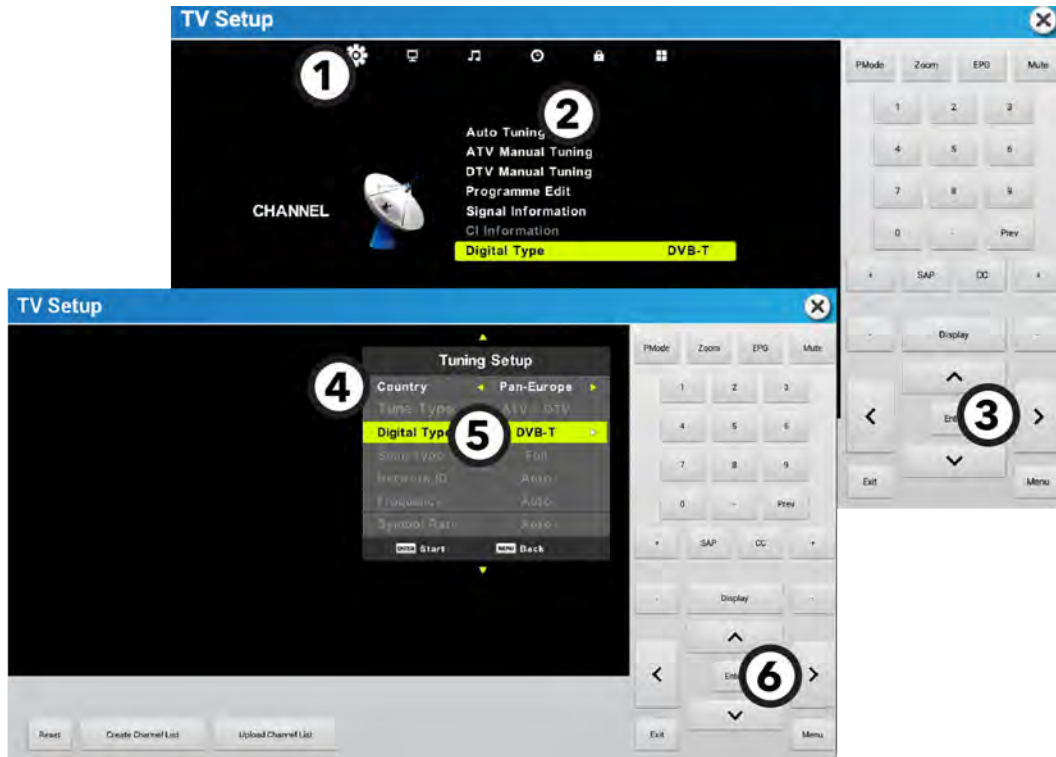 TV Setup
1
2
Auto Tuning
ATV Manual Tuning
DTV Manual Tuning
Programme Edit
Signal Information
CI Information
Digital Type DVB-T
CHANNEL
PMode Zoom EPG Mute
1 2 3
4 5 6
7 8 9
0 - Prev
+ SAP CC +
- Display -
3
Exit Menu
TV Setup
Tuning Setup
4
Country Pan-Europe
Tune Type ATV + DTV
Digital Type DVB-T
5
Scan Type Full
Network ID Auto
Frequency Auto
Symbol Rate Auto
ENTER Start MENU Back
PMode Zoom EPG Mute
1 2 3
4 5 6
7 8 9
0 - Prev
+ SAP CC +
- Display -
6
Exit Menu
Reset Create Channel List Upload Channel List